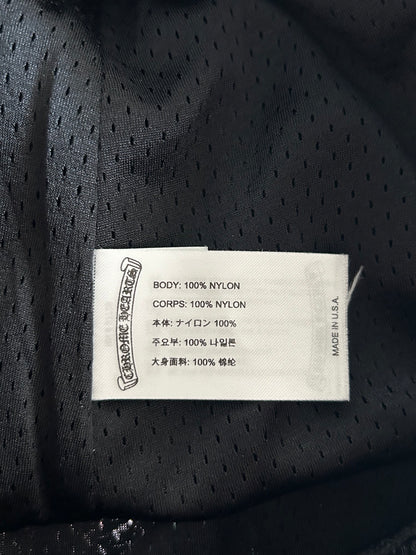 CHROME HEARTS
BODY: 100% NYLON
CORPS: 100% NYLON
本体: ナイロン 100%
주요부: 100% 나일론
大身面料: 100% 锦纶
MADE IN U.S.A.